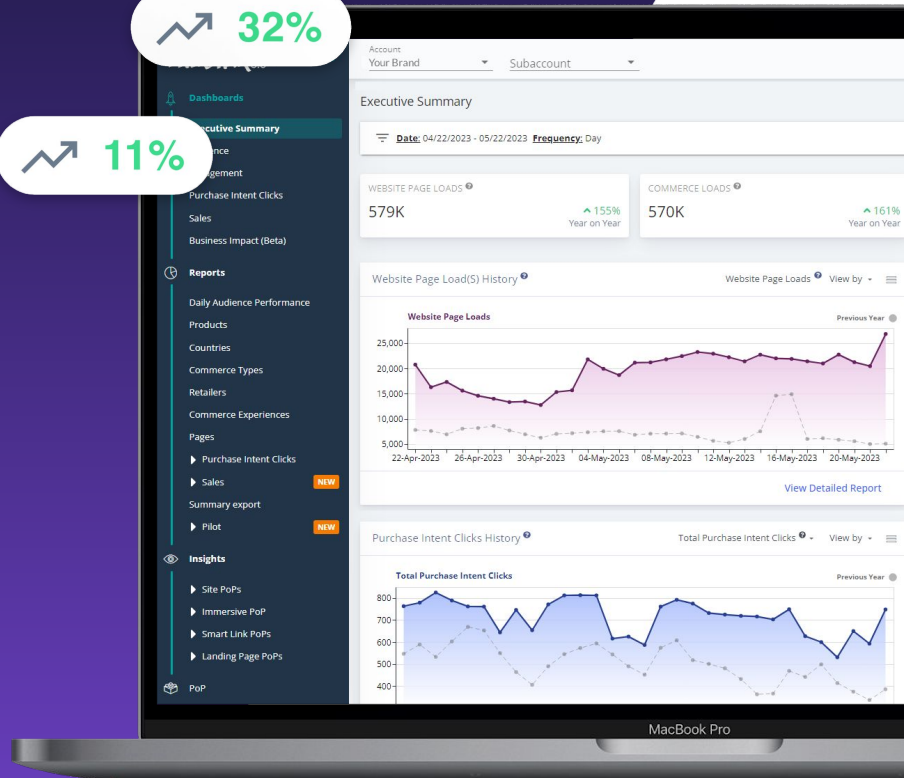 32%
11%
Account
Your Brand
Subaccount
Dashboards
Executive Summary
Purchase Intent Clicks
Sales
Business Impact (Beta)
Reports
Daily Audience Performance
Products
Countries
Commerce Types
Retailers
Commerce Experiences
Pages
Purchase Intent Clicks
Sales NEW
Summary export
Pilot NEW
Insights
Site PoPs
Immersive PoP
Smart Link PoPs
Landing Page PoPs
PoP
Executive Summary
Date: 04/22/2023 - 05/22/2023 Frequency: Day
WEBSITE PAGE LOADS
579K
155%
Year on Year
COMMERCE LOADS
570K
161%
Year on Year
Website Page Load(S) History
Website Page Loads View by
Website Page Loads
Previous Year
25,000
20,000
15,000
10,000
5,000
22-Apr-2023 26-Apr-2023 30-Apr-2023 04-May-2023 08-May-2023 12-May-2023 16-May-2023 20-May-2023
View Detailed Report
Purchase Intent Clicks History
Total Purchase Intent Clicks View by
Total Purchase Intent Clicks
Previous Year
800
700
600
500
400
MacBook Pro